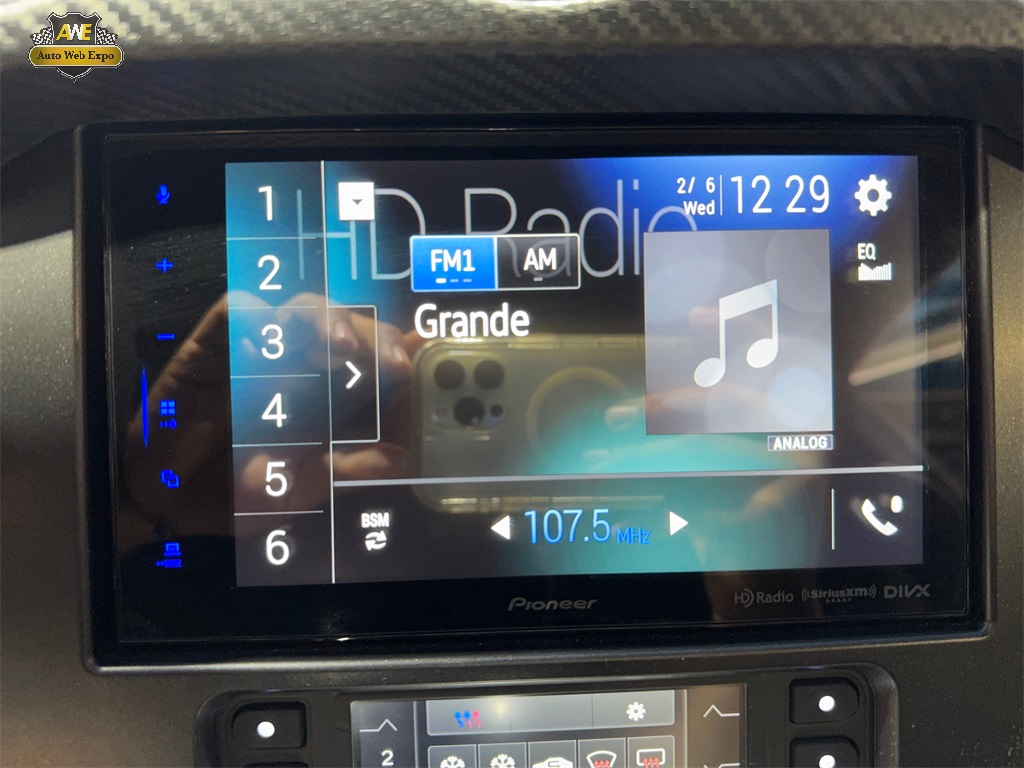 AWE
Auto Web Expo
HD Radio
2/ 6
Wed
12 29
1
2
3
4
5
6
FM1
AM
EQ
Grande
ANALOG
BSM
107.5 MHz
Pioneer
HD Radio
SiriusXM
READY
DIVX
2